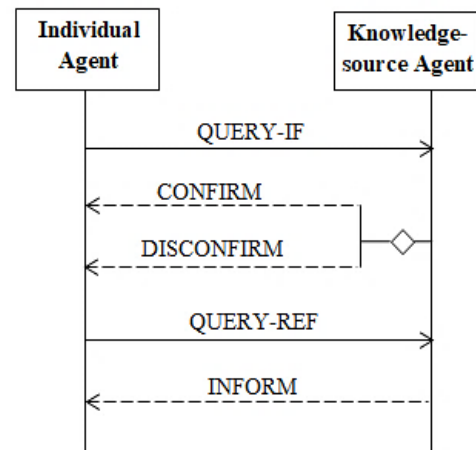 Individual
Agent
Knowledge-
source Agent
QUERY-IF
CONFIRM
DISCONFIRM
QUERY-REF
INFORM